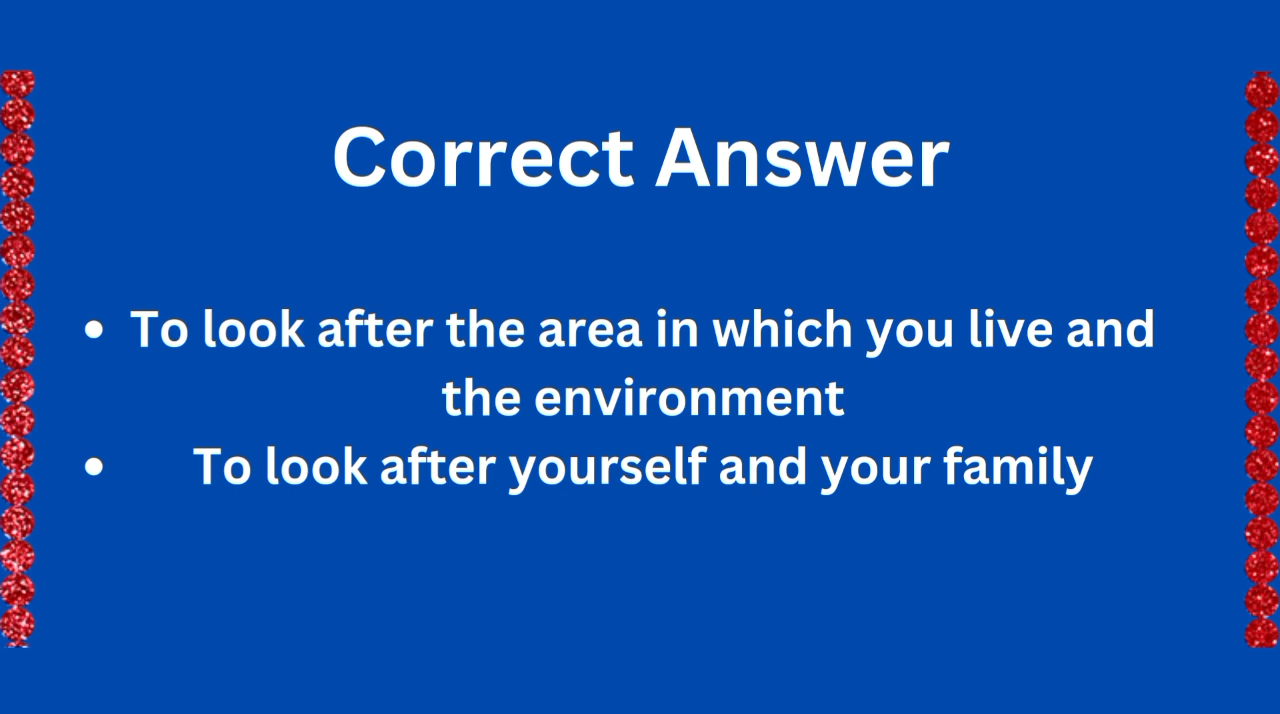 Correct Answer
• To look after the area in which you live and
the environment
• To look after yourself and your family